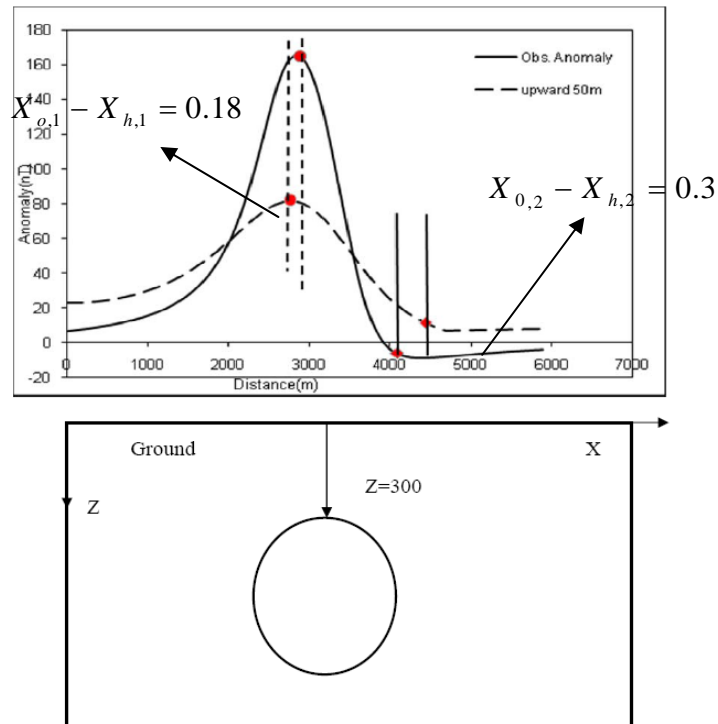 180
160
140
120
100
80
60
40
20
0
-20
Anomaly(nT)
Obs. Anomaly
upward 50m
X_{o,1} − X_{h,1} = 0.18
X_{0,2} − X_{h,2} = 0.3
0 1000 2000 3000 4000 5000 6000 7000
Distance(m)
Ground X
Z=300
Z